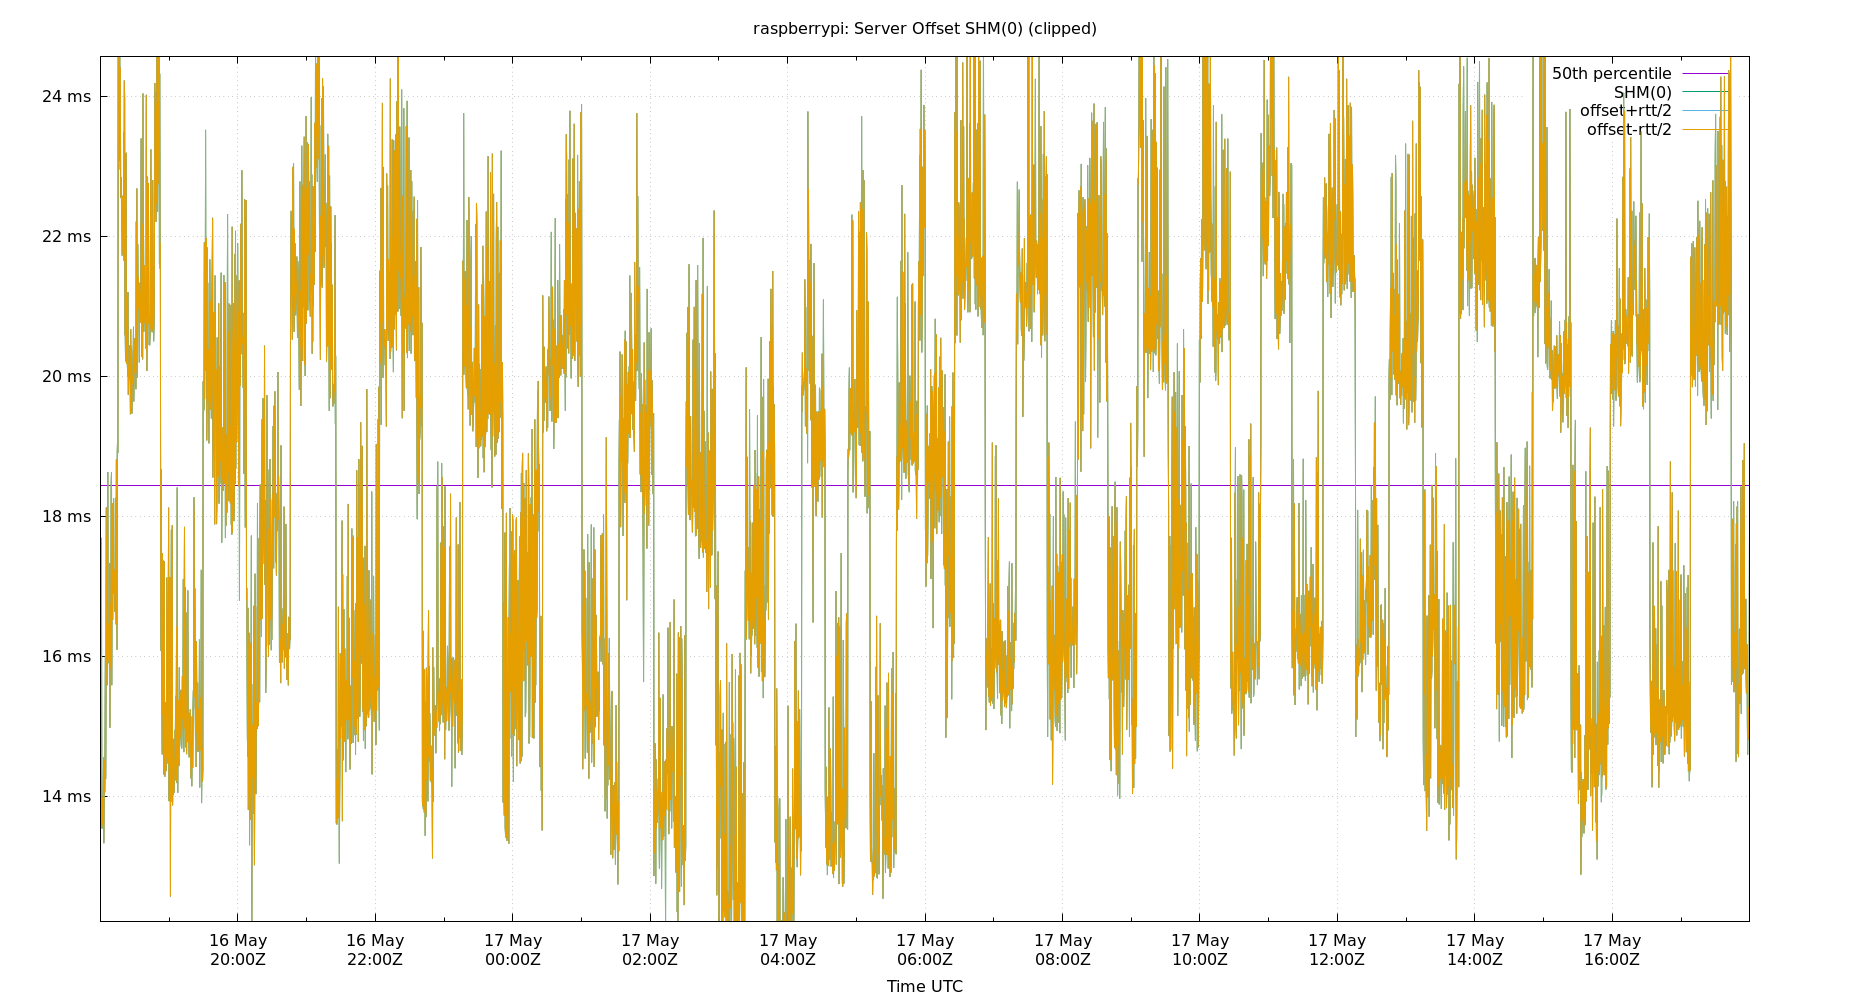 raspberrypi: Server Offset SHM(0) (clipped)
24 ms
22 ms
20 ms
18 ms
16 ms
14 ms
50th percentile
SHM(0)
offset+rtt/2
offset-rtt/2
16 May 16 May 17 May 17 May 17 May 17 May 17 May 17 May 17 May 17 May 17 May
20:00Z 22:00Z 00:00Z 02:00Z 04:00Z 06:00Z 08:00Z 10:00Z 12:00Z 14:00Z 16:00Z
Time UTC